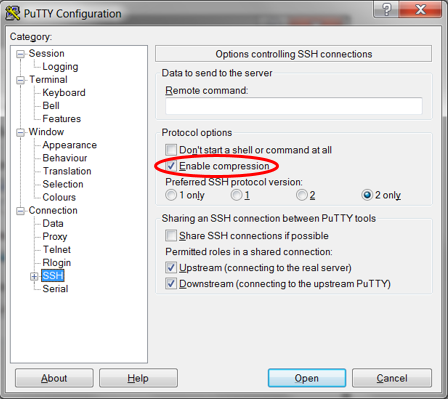 PuTTY Configuration
Category:
Session
Logging
Terminal
Keyboard
Bell
Features
Window
Appearance
Behaviour
Translation
Selection
Colours
Connection
Data
Proxy
Telnet
Rlogin
SSH
Serial
Options controlling SSH connections
Data to send to the server
Remote command:
Protocol options
Don't start a shell or command at all
Enable compression
Preferred SSH protocol version:
1 only 1 2 2 only
Sharing an SSH connection between PuTTY tools
Share SSH connections if possible
Permitted roles in a shared connection:
Upstream (connecting to the real server)
Downstream (connecting to the upstream PuTTY)
About Help Open Cancel